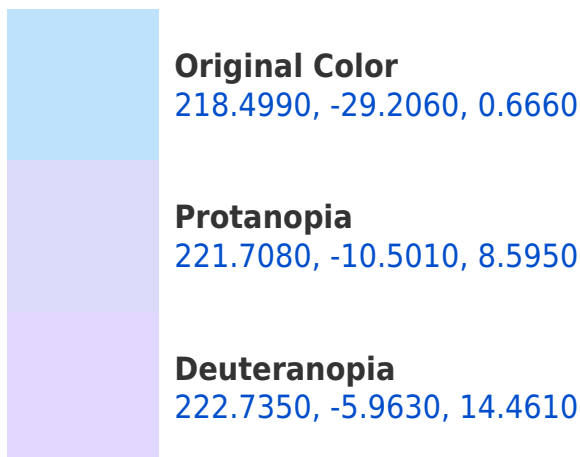 Original Color
218.4990, -29.2060, 0.6660
Protanopia
221.7080, -10.5010, 8.5950
Deuteranopia
222.7350, -5.9630, 14.4610